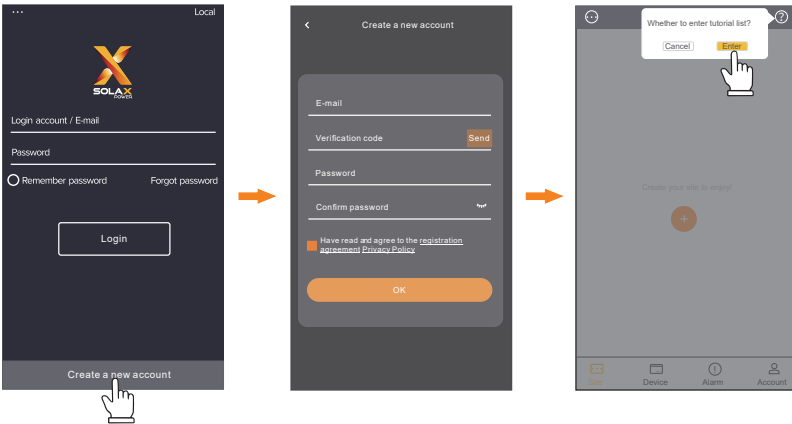 Local
SOLAX
POWER
Login account / E-mail
Password
Remember password Forgot password
Login
Create a new account
Create a new account
E-mail
Verification code Send
Password
Confirm password
Have read and agree to the registration
agreement Privacy Policy
OK
Whether to enter tutorial list?
Cancel Enter
Create your site to enjoy!
Site Device Alarm Account